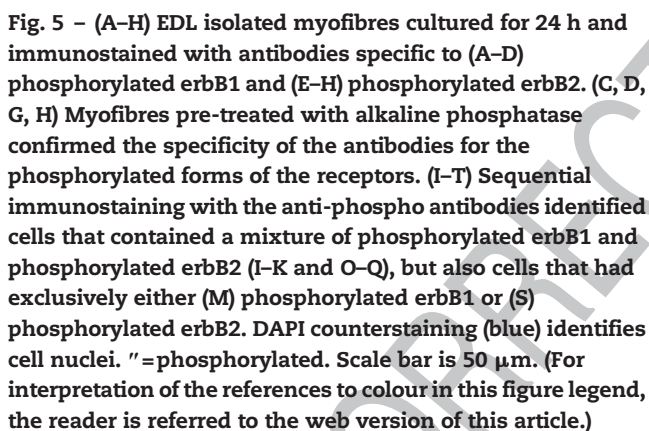 Fig. 5 – (A–H) EDL isolated myofibres cultured for 24 h and
immunostained with antibodies specific to (A–D)
phosphorylated erbB1 and (E–H) phosphorylated erbB2. (C, D,
G, H) Myofibres pre-treated with alkaline phosphatase
confirmed the specificity of the antibodies for the
phosphorylated forms of the receptors. (I–T) Sequential
immunostaining with the anti-phospho antibodies identified
cells that contained a mixture of phosphorylated erbB1 and
phosphorylated erbB2 (I–K and O–Q), but also cells that had
exclusively either (M) phosphorylated erbB1 or (S)
phosphorylated erbB2. DAPI counterstaining (blue) identifies
cell nuclei. ″=phosphorylated. Scale bar is 50 μm. (For
interpretation of the references to colour in this figure legend,
the reader is referred to the web version of this article.)